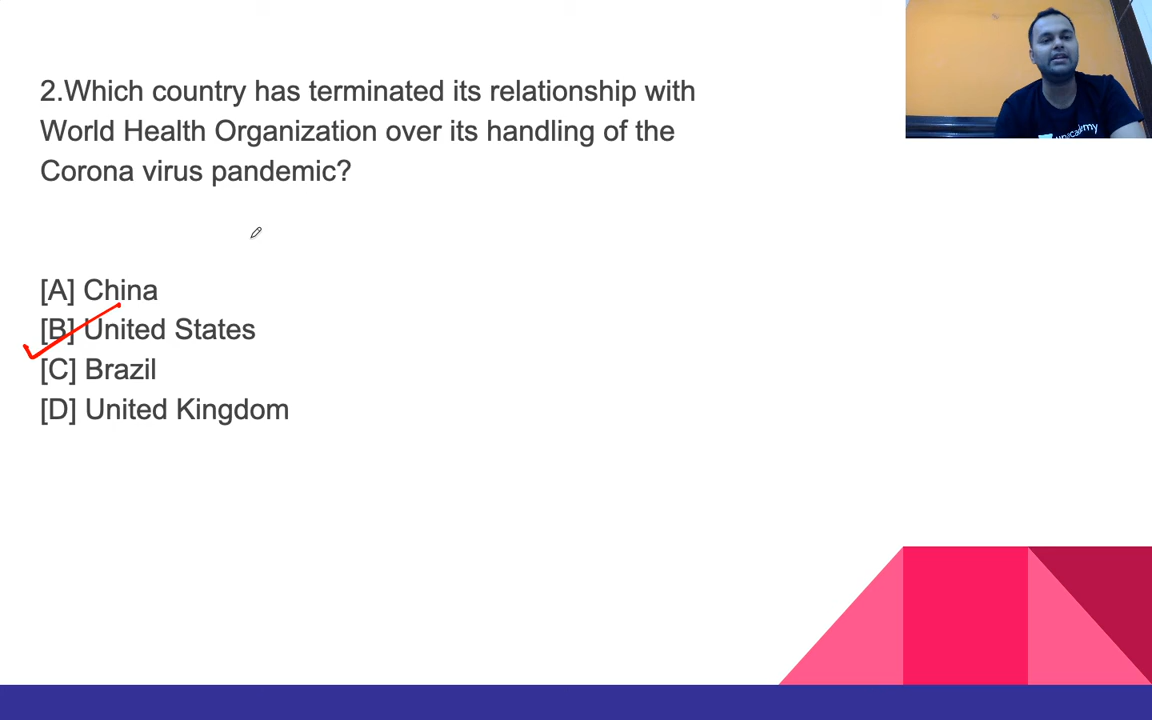 2.Which country has terminated its relationship with
World Health Organization over its handling of the
Corona virus pandemic?
[A] China
[B] United States
[C] Brazil
[D] United Kingdom